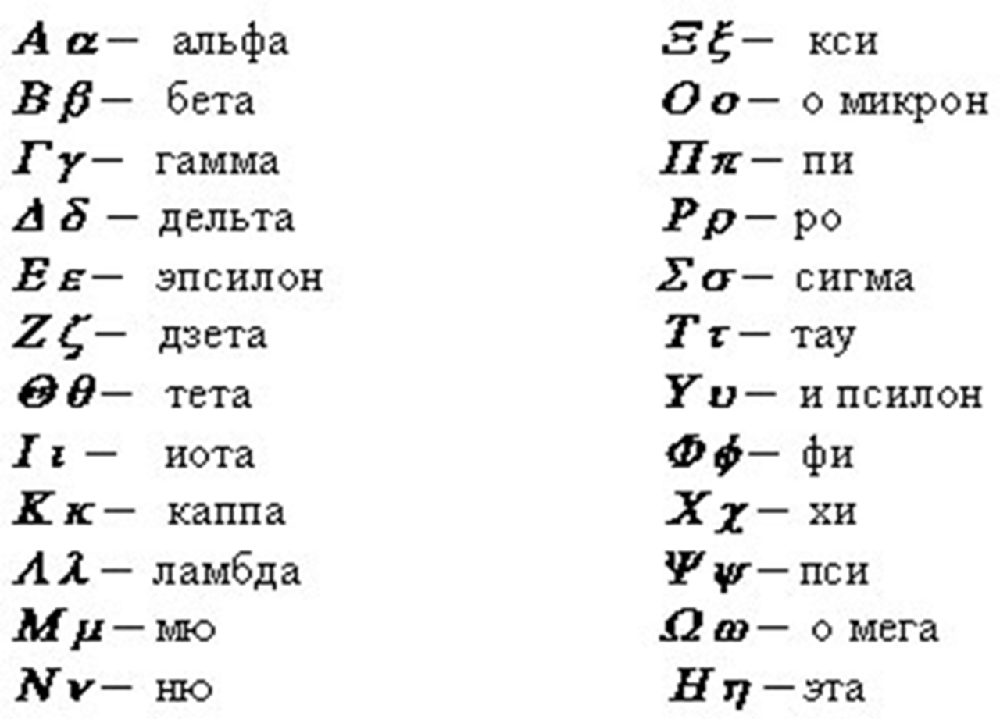 Α α — альфа
Β β — бета
Γ γ — гамма
Δ δ — дельта
Ε ε — эпсилон
Ζ ζ — дзета
Θ θ — тета
Ι ι — иота
Κ κ — каппа
Λ λ — ламбда
Μ μ — мю
Ν ν — ню
Ξ ξ — кси
Ο ο — о микрон
Π π — пи
Ρ ρ — ро
Σ σ — сигма
Τ τ — тау
Υ υ — и псилон
Φ ϕ — фи
Χ χ — хи
Ψ ψ — пси
Ω ω — о мега
Η η — эта